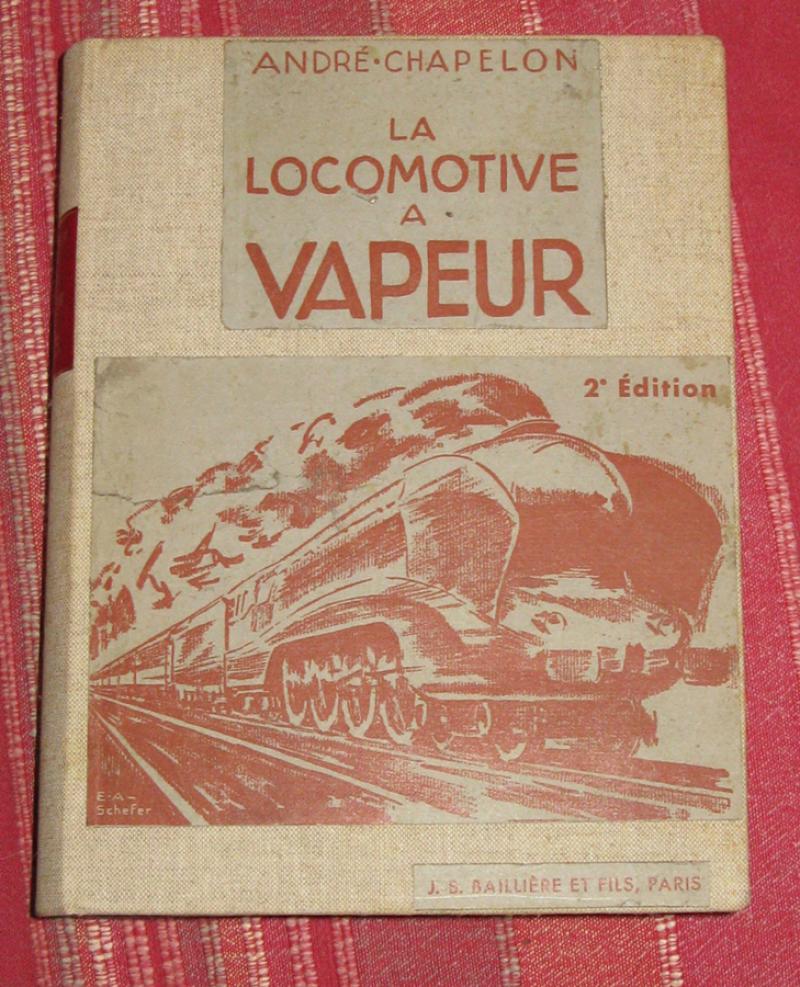 ANDRÉ·CHAPELON
LA
LOCOMOTIVE
A
VAPEUR
2ᵉ Édition
E-A-
Schefer
J. B. BAILLIÈRE ET FILS, PARIS